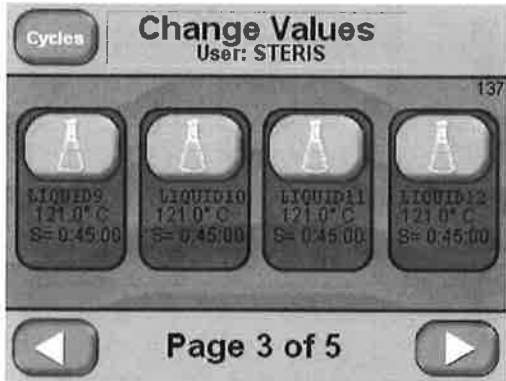 Cycles
Change Values
User: STERIS
137
LIQUID9
121.0° C
S= 0:45:00
LIQUID10
121.0° C
S= 0:45:00
LIQUID11
121.0° C
S= 0:45:00
LIQUID12
121.0° C
S= 0:45:00
Page 3 of 5